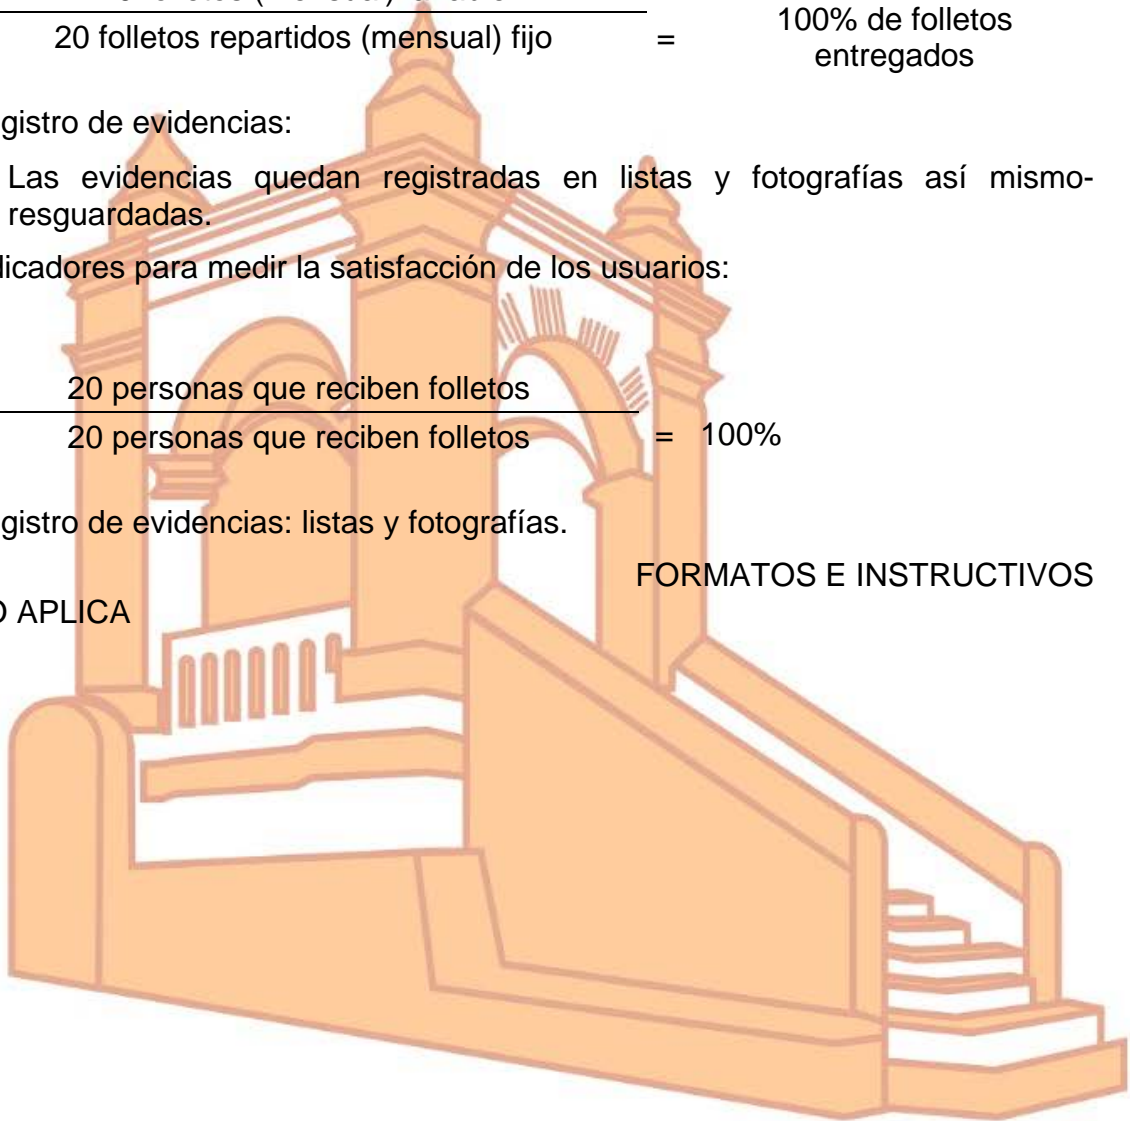 20 folletos repartidos (mensual) fijo = 100% de folletos
entregados
gistro de evidencias:
Las evidencias quedan registradas en listas y fotografías así mismo-
resguardadas.
dicadores para medir la satisfacción de los usuarios:
20 personas que reciben folletos
20 personas que reciben folletos = 100%
gistro de evidencias: listas y fotografías.
FORMATOS E INSTRUCTIVOS
O APLICA